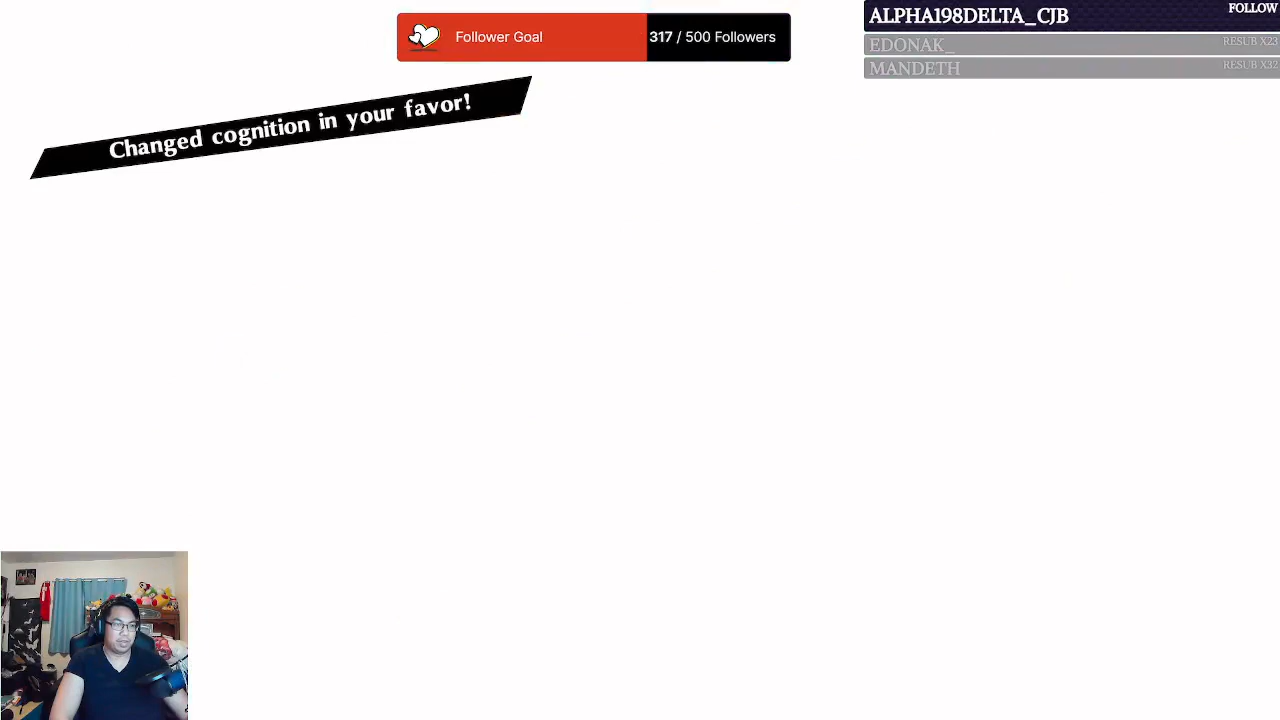 Follower Goal
317 / 500 Followers
ALPHA198DELTA_CJB FOLLOW
EDONAK_ RESUB X23
MANDETH RESUB X32
Changed cognition in your favor!